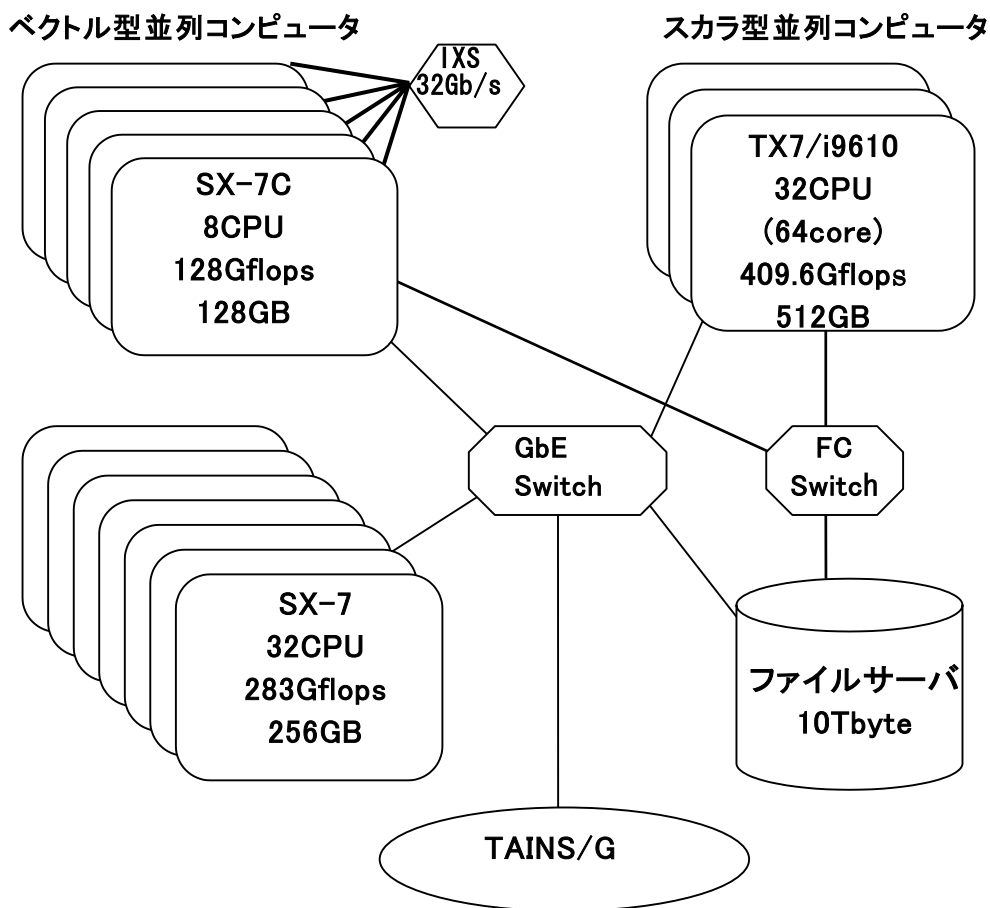 ベクトル型並列コンピュータ
スカラ型並列コンピュータ
IXS
32Gb/s
SX-7C
8CPU
128Gflops
128GB
TX7/i9610
32CPU
(64core)
409.6Gflops
512GB
GbE
Switch
FC
Switch
SX-7
32CPU
283Gflops
256GB
ファイルサーバ
10Tbyte
TAINS/G